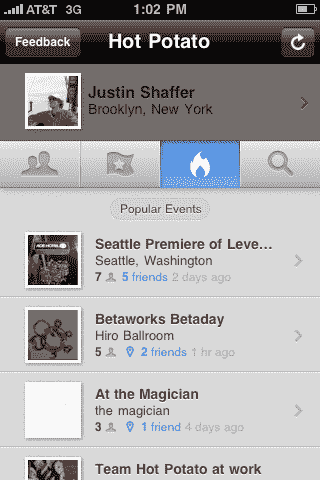 AT&T 3G 1:02 PM
Feedback
Hot Potato
Justin Shaffer
Brooklyn, New York
Popular Events
Seattle Premiere of Leve...
Seattle, Washington
7 5 friends 2 days ago
Betaworks Betaday
Hiro Ballroom
5 2 friends 1 hr ago
At the Magician
the magician
3 1 friend 4 days ago
Team Hot Potato at work